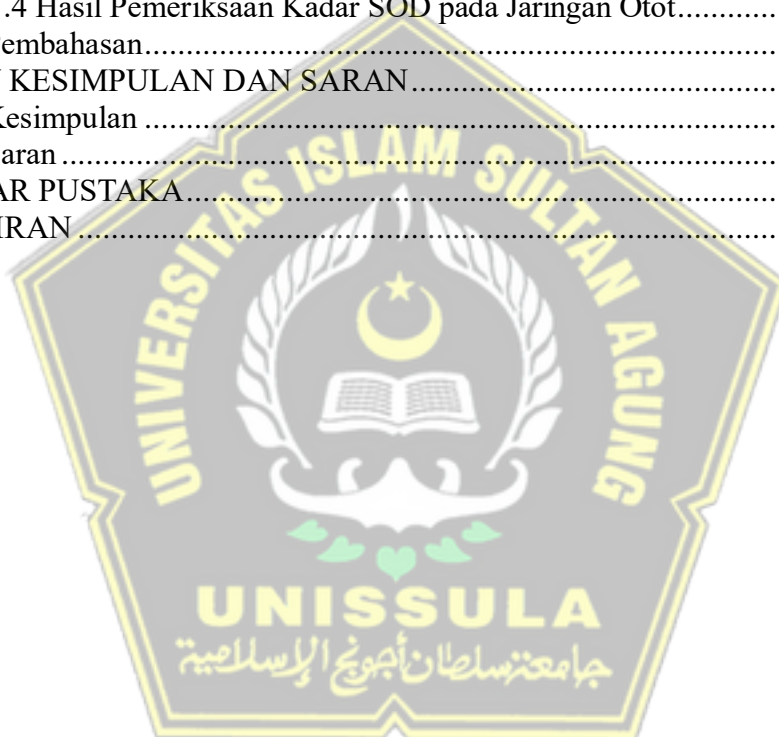 .4 Hasil Pemeriksaan Kadar SOD pada Jaringan Otot....................
Pembahasan....................................................................................
KESIMPULAN DAN SARAN..........................................
Kesimpulan ....................................................................................
aran ..............................................................................................
AR PUSTAKA...........................................................................
IRAN .......................................................................................
UNIVERSITAS ISLAM SULTAN AGUNG
UNISSULA
جامعة سلطان أجونج الإسلامية